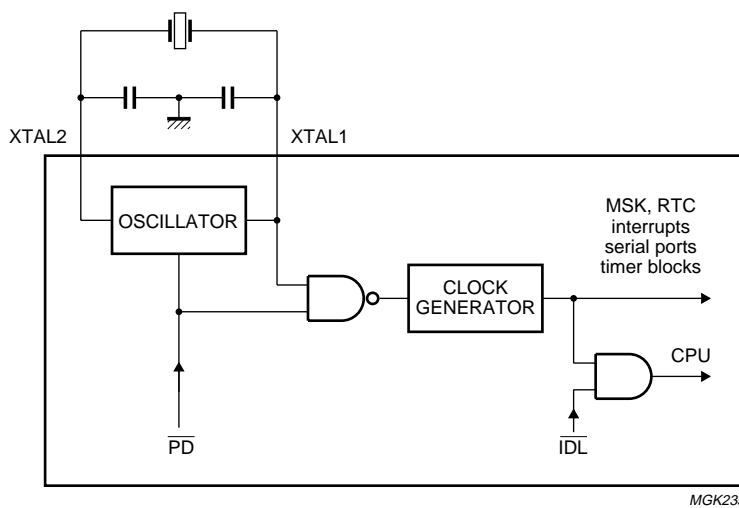 XTAL2
XTAL1
OSCILLATOR
MSK, RTC
interrupts
serial ports
timer blocks
CLOCK
GENERATOR
CPU
PD
IDL